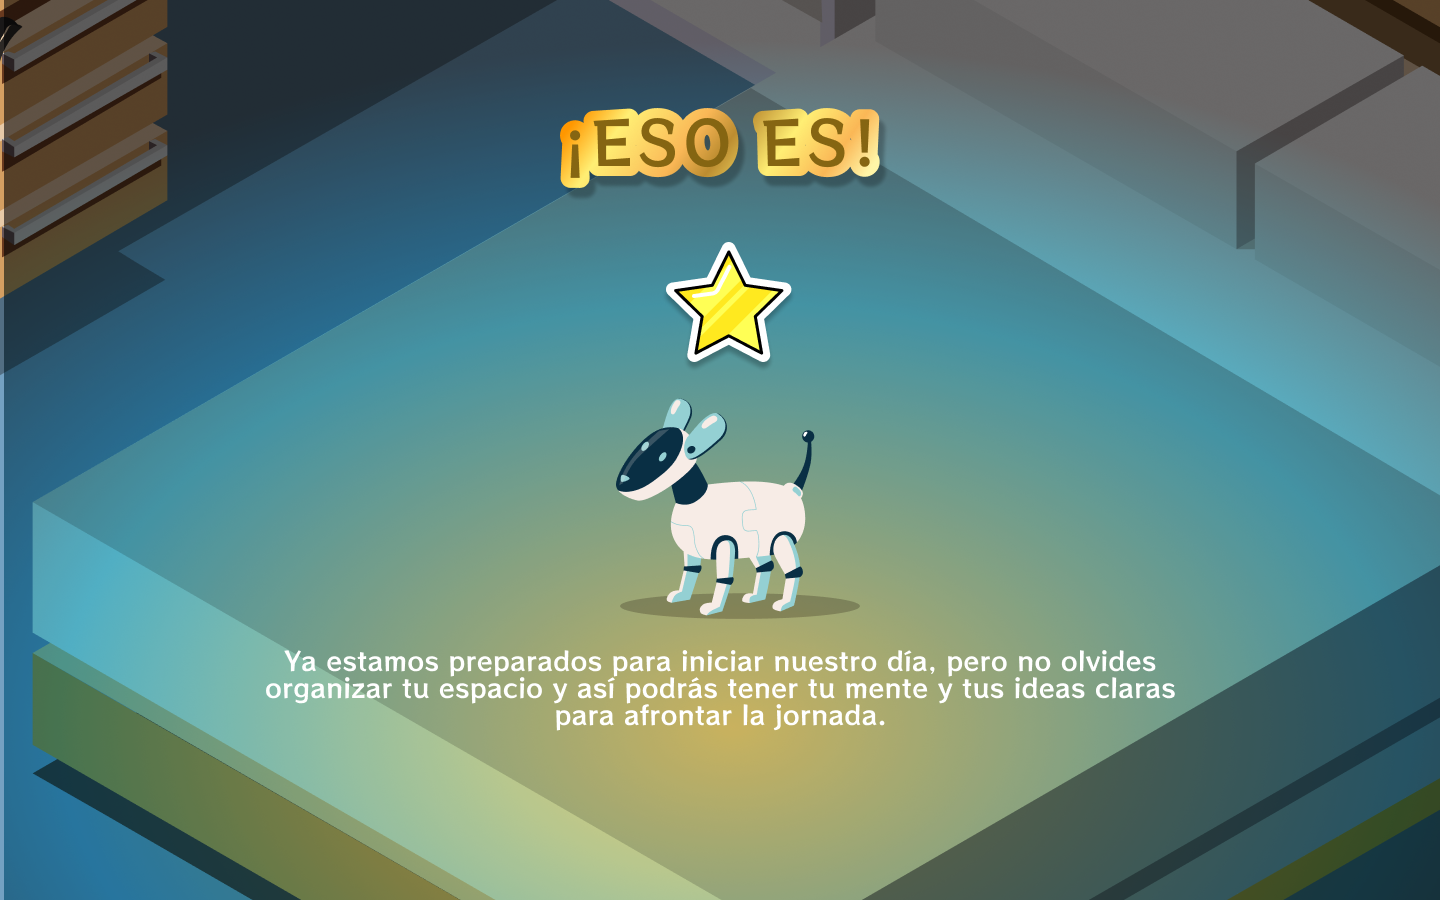 ¡ESO ES!
Ya estamos preparados para iniciar nuestro día, pero no olvides
organizar tu espacio y así podrás tener tu mente y tus ideas claras
para afrontar la jornada.